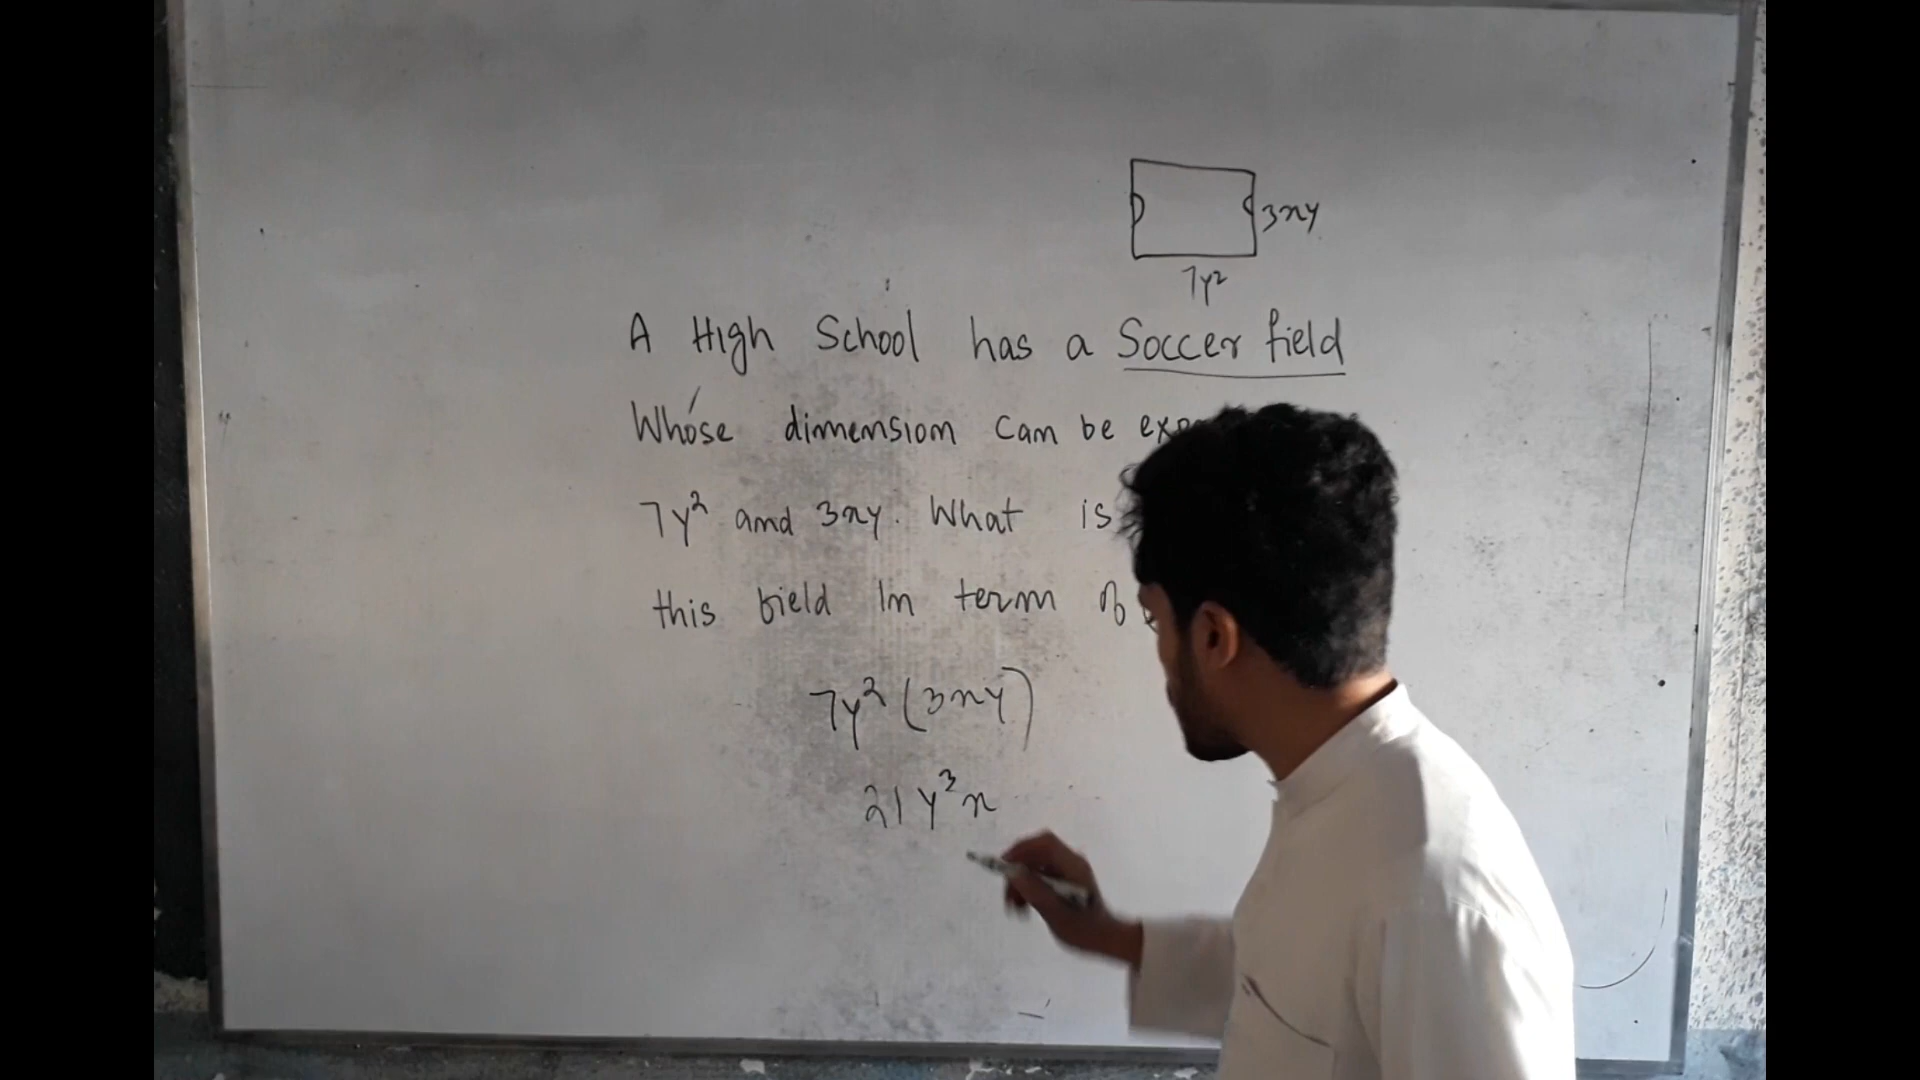 3xy
7y²
A High School has a Soccer field
Whose dimension can be
7y² and 3xy. What is
this field In term of
7y² (3xy)
21y³x